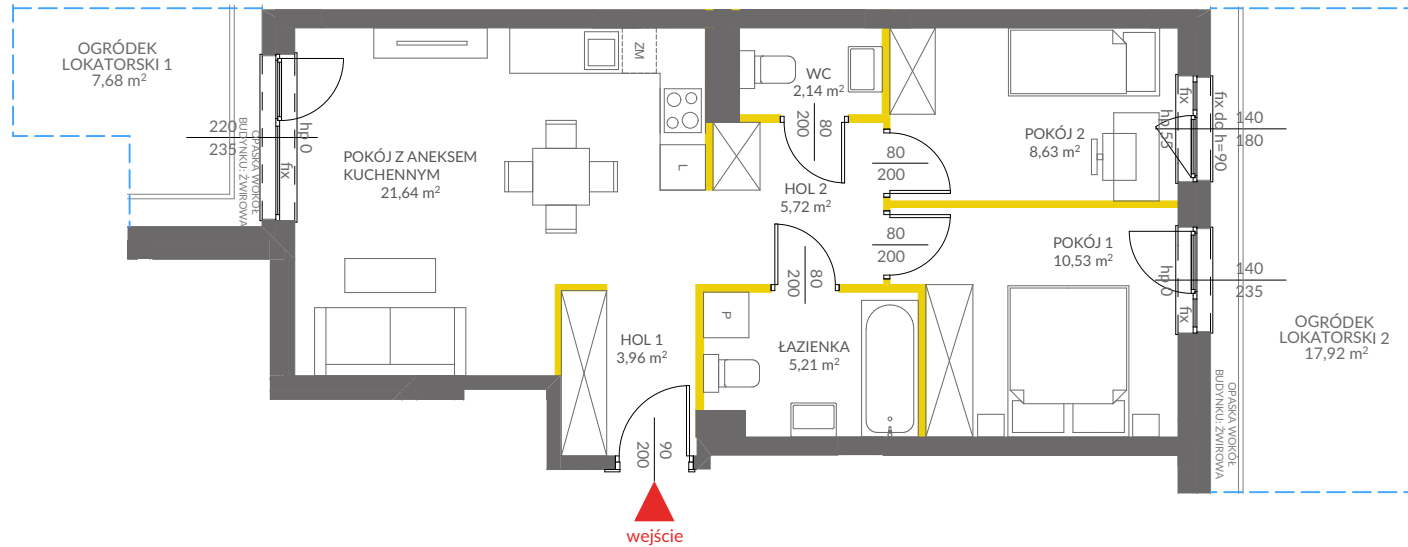 OGRÓDEK
LOKATORSKI 1
7,68 m²
220
235
OPASKA WOKÓŁ
BUDYNKU: ŻWIROWA
hp.0
fix
POKÓJ Z ANEKSEM
KUCHENNYM
21,64 m²
ZM
L
WC
2,14 m²
80
200
HOL 2
5,72 m²
80
200
80
200
80
200
POKÓJ 2
8,63 m²
fix
hp.55
fix do h=90
140
180
POKÓJ 1
10,53 m²
hp.0
fix
140
235
HOL 1
3,96 m²
P
ŁAZIENKA
5,21 m²
90
200
wejście
OGRÓDEK
LOKATORSKI 2
17,92 m²
OPASKA WOKÓŁ
BUDYNKU: ŻWIROWA